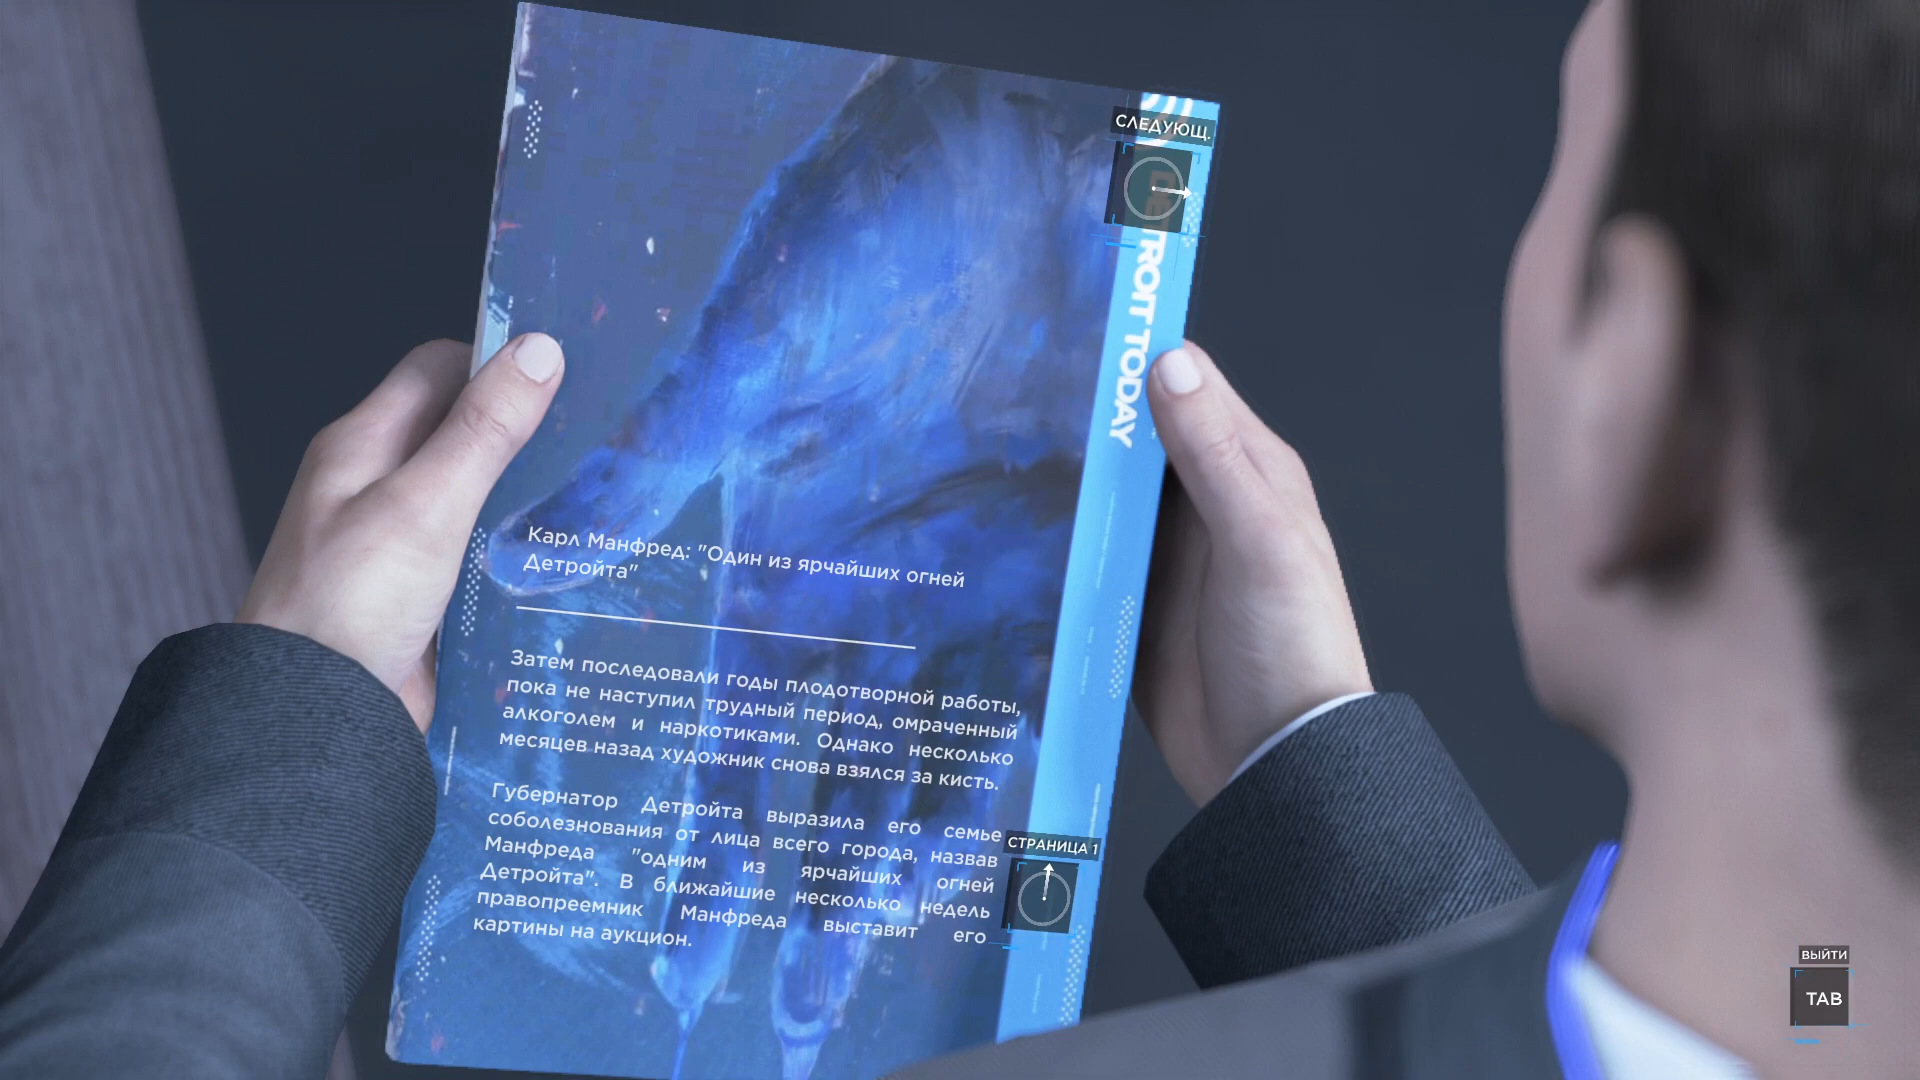 СЛЕДУЮЩ.
TROIT TODAY
Карл Манфред: "Один из ярчайших огней
Детройта"
Затем последовали годы плодотворной работы,
пока не наступил трудный период, омраченный
алкоголем и наркотиками. Однако несколько
месяцев назад художник снова взялся за кисть.
Губернатор Детройта выразила его семье
соболезнования от лица всего города, назвав
Манфреда "одним из ярчайших огней
Детройта". В ближайшие несколько недель
правопреемник Манфреда выставит его
картины на аукцион.
СТРАНИЦА 1
ВЫЙТИ
TAB